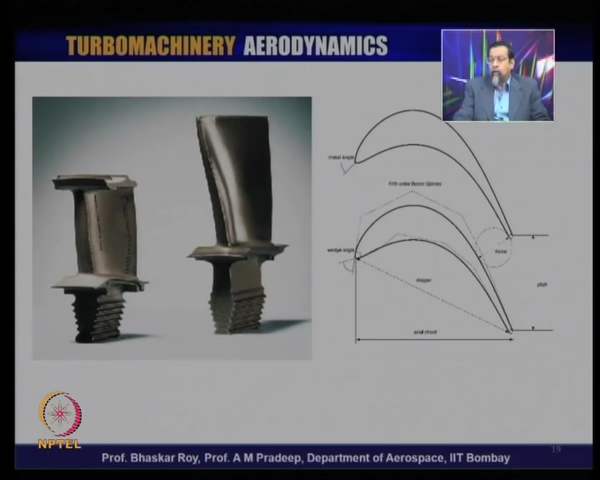 TURBOMACHINERY AERODYNAMICS
metal angle
Fifth order Bezier Splines
wedge angle
throat
stagger
pitch
axial chord
NPTEL
19
Prof. Bhaskar Roy, Prof. A M Pradeep, Department of Aerospace, IIT Bombay